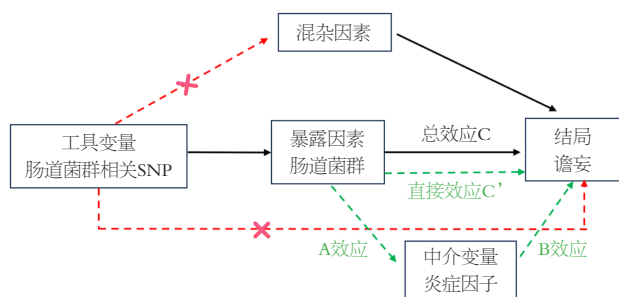 混杂因素
工具变量
肠道菌群相关SNP
暴露因素
肠道菌群
总效应C
直接效应C’
结局
谵妄
A效应
中介变量
炎症因子
B效应